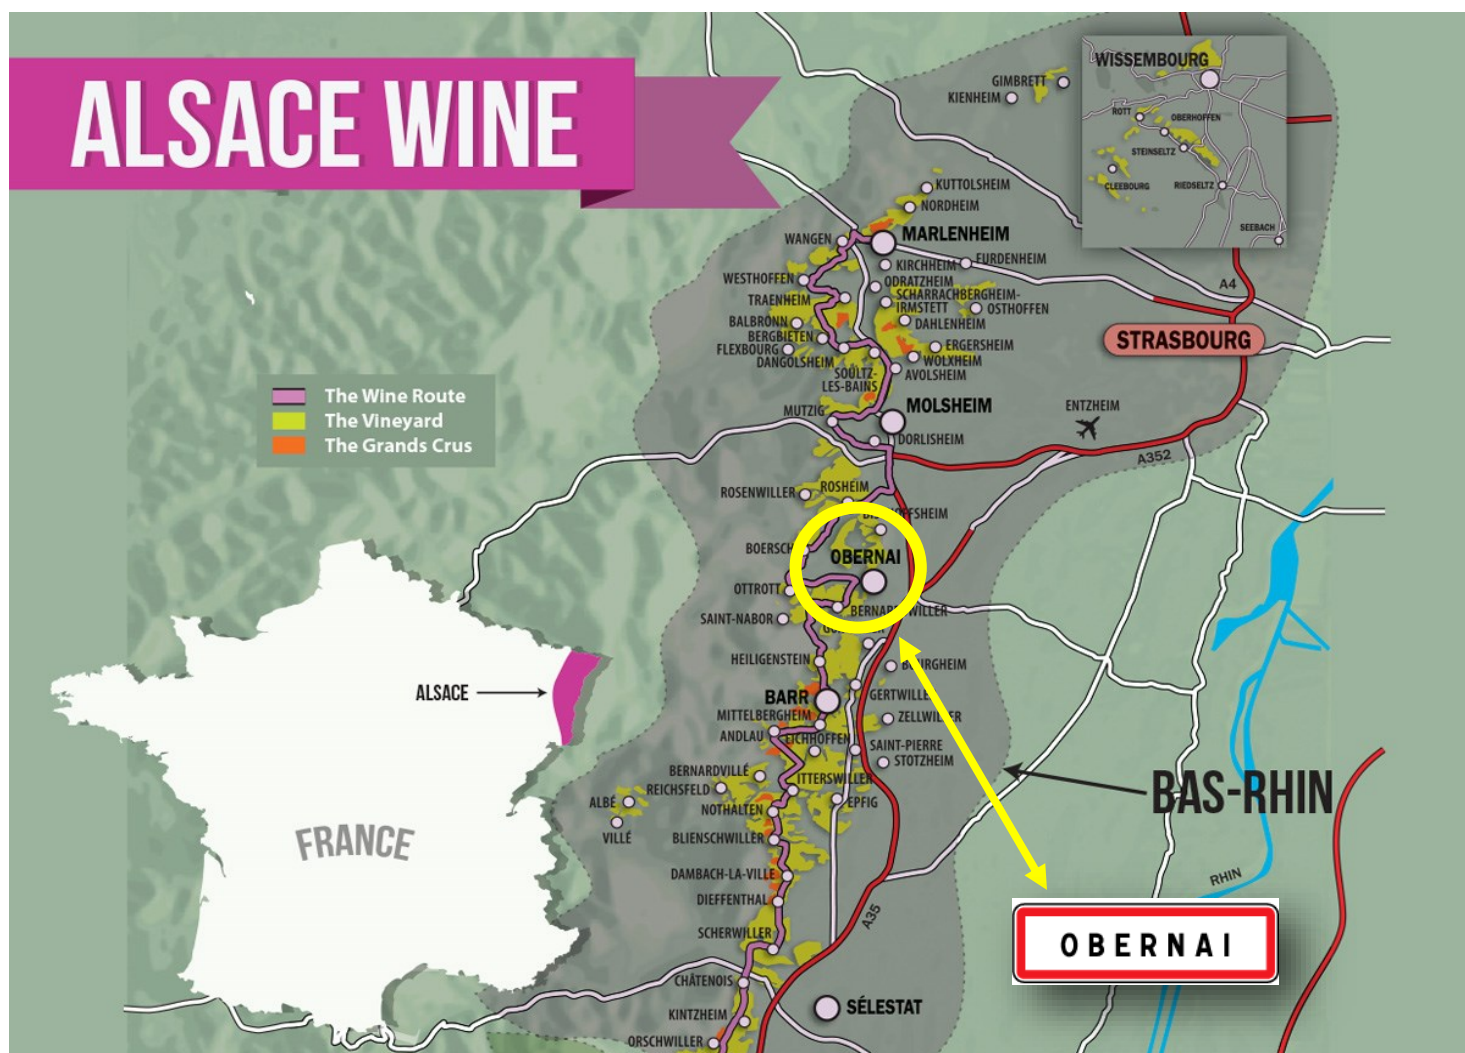 ALSACE WINE
WISSEMBOURG
ROTT
OBERHOFFEN
STEINSELTZ
CLEEBOURG
RIEDSELTZ
SEEBACH
GIMBRETT
KIENHEIM
KUTTOLSHEIM
NORDHEIM
MARLENHEIM
WANGEN
KIRCHHEIM
FURDENHEIM
WESTHOFFEN
ODRATZHEIM
TRAENHEIM
SCHARRACHBERGHEIM-
IRMSTETT
OSTHOFFEN
A4
BALBRONN
DAHLENHEIM
BERGBIETEN
STRASBOURG
FLEXBOURG
ERGERSHEIM
DANGOLSHEIM
WOLXHEIM
SOULTZ-
LES-BAINS
AVOLSHEIM
The Wine Route
The Vineyard
The Grands Crus
MUTZIG
MOLSHEIM
ENTZHEIM
DORLISHEIM
A352
ROSENWILLER
ROSHEIM
BOERSCH
OBERNAI
OTTROTT
SAINT-NABOR
HEILIGENSTEIN
BOURGHEIM
ALSACE
BARR
GERTWILLER
MITTELBERGHEIM
ZELLWILLER
ANDLAU
EICHHOFFEN
SAINT-PIERRE
STOTZHEIM
BERNARDVILLÉ
ITTERSWILLER
REICHSFELD
BAS-RHIN
ALBÉ
NOTHALTEN
EPFIG
VILLÉ
BLIENSCHWILLER
FRANCE
DAMBACH-LA-VILLE
RHIN
DIEFFENTHAL
A35
SCHERWILLER
OBERNAI
CHÂTENOIS
SÉLESTAT
KINTZHEIM
ORSCHWILLER